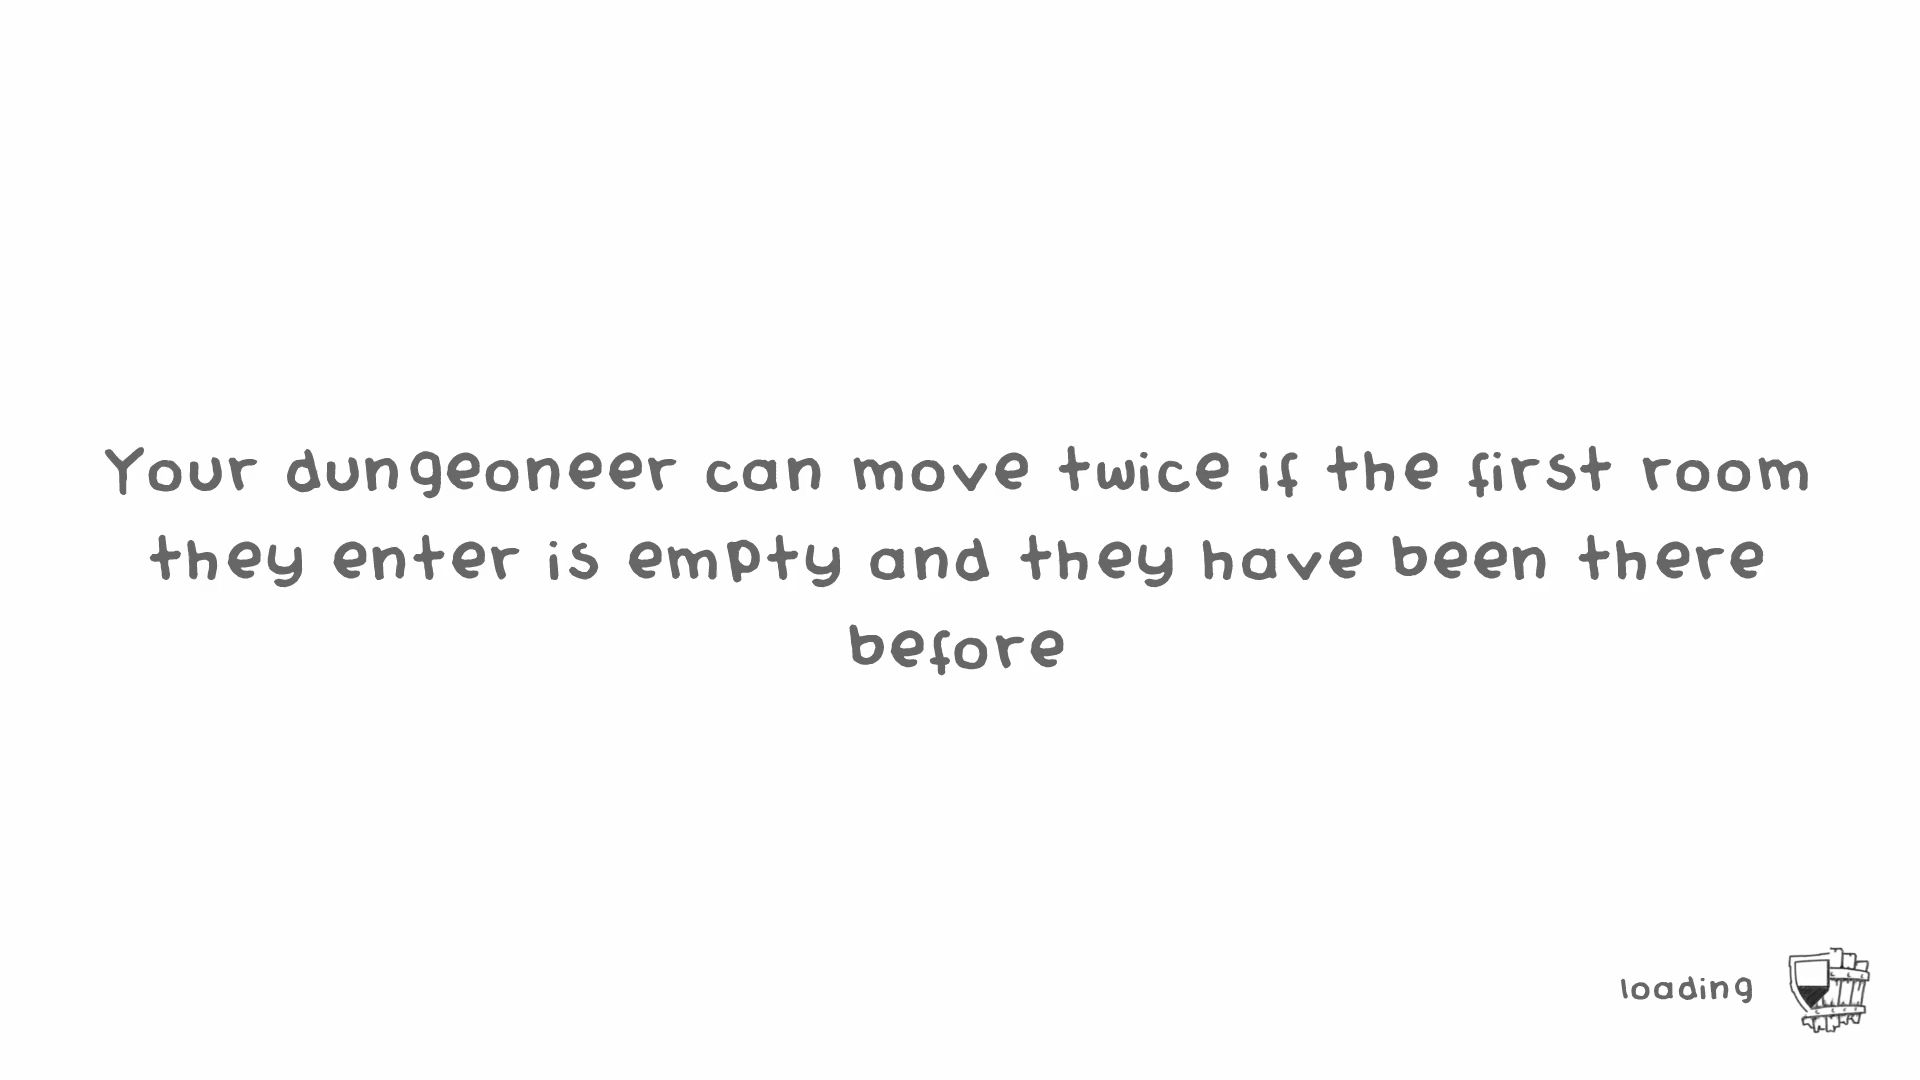 Your dungeoneer can move twice if the first room
they enter is empty and they have been there
before
loading